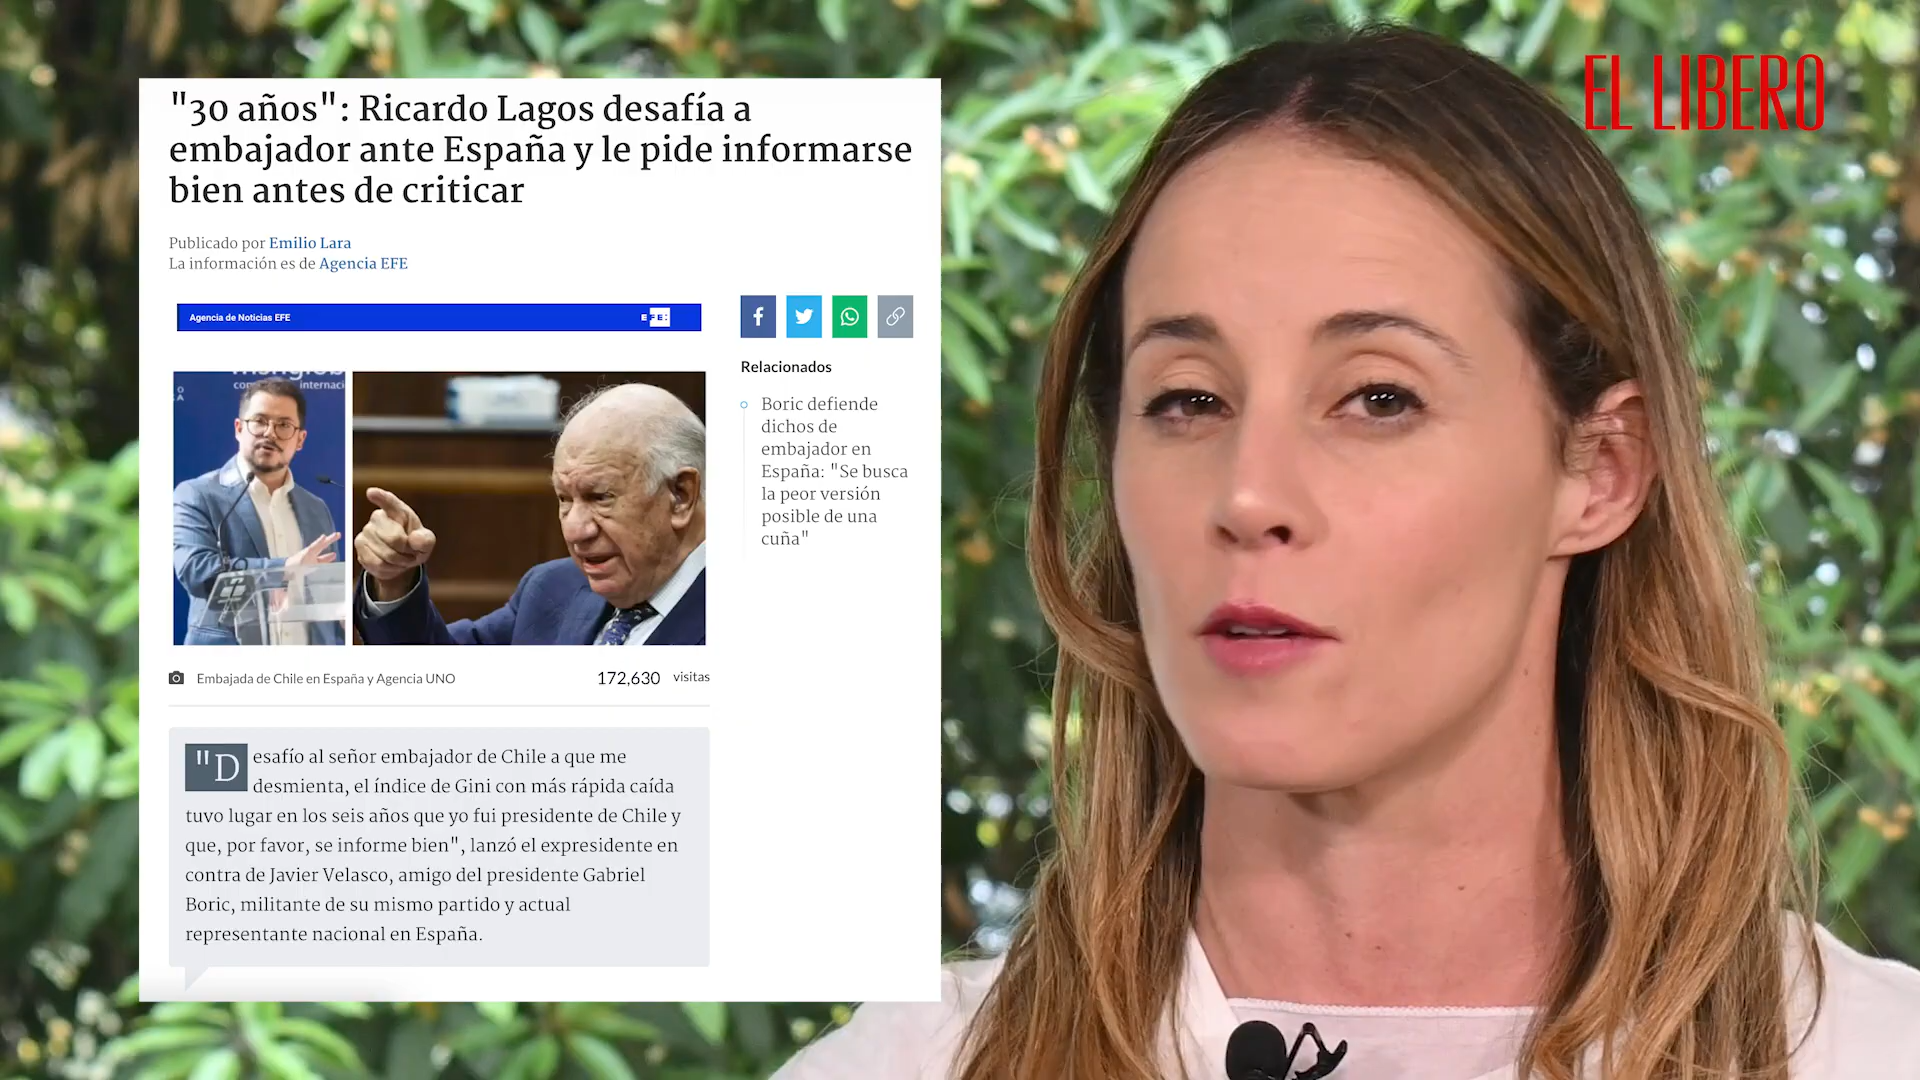 EL LIBERO
"30 años": Ricardo Lagos desafía a
embajador ante España y le pide informarse
bien antes de criticar
Publicado por Emilio Lara
La información es de Agencia EFE
Agencia de Noticias EFE
EFE:
Relacionados
Boric defiende
dichos de
embajador en
España: "Se busca
la peor versión
posible de una
cuña"
internaci
Embajada de Chile en España y Agencia UNO
172,630 visitas
"Desafío al señor embajador de Chile a que me
desmienta, el índice de Gini con más rápida caída
tuvo lugar en los seis años que yo fui presidente de Chile y
que, por favor, se informe bien", lanzó el expresidente en
contra de Javier Velasco, amigo del presidente Gabriel
Boric, militante de su mismo partido y actual
representante nacional en España.